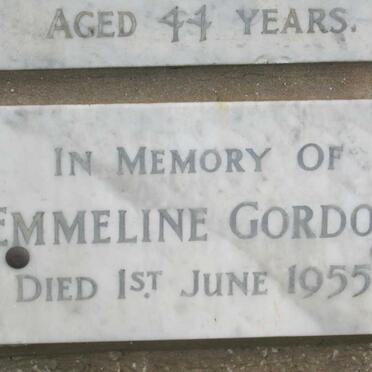 AGED 44 YEARS.
IN MEMORY OF
EMMELINE GORDO
DIED 1ST JUNE 1955